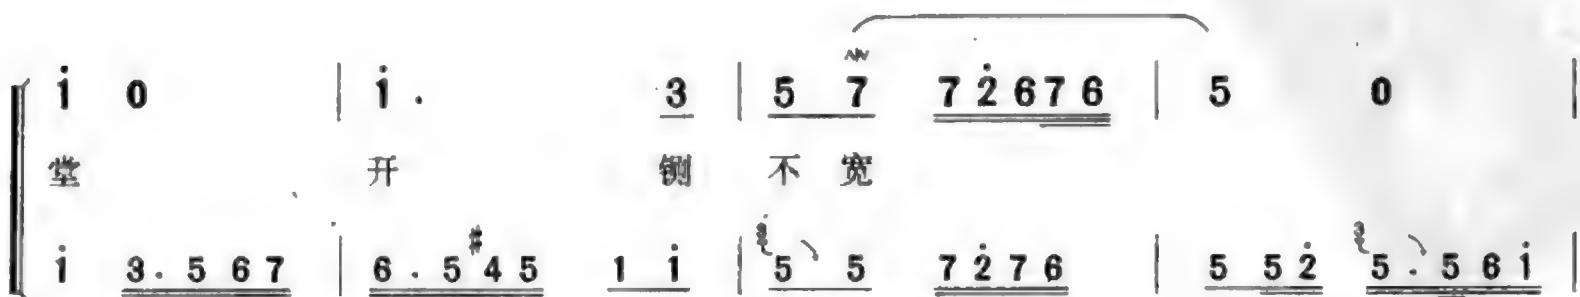 i̇ 0 | i̇ . 3 | 5 7 7 2̇ 6 7 6 | 5 0 |
堂 开 铡 不 宽
i̇ 3 . 5 6 7 | 6 . 5 #4 5 1 i̇ | 5 5 7 2̇ 7 6 | 5 5 2̇ 5 . 5 6 i̇ |